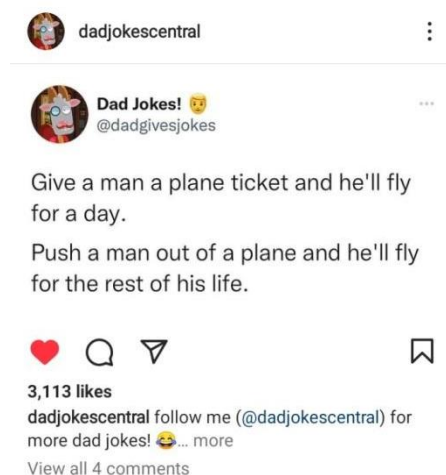 dadjokescentral
Dad Jokes! 👨
@dadgivesjokes
Give a man a plane ticket and he'll fly
for a day.
Push a man out of a plane and he'll fly
for the rest of his life.
3,113 likes
dadjokescentral follow me (@dadjokescentral) for
more dad jokes! 😂... more
View all 4 comments